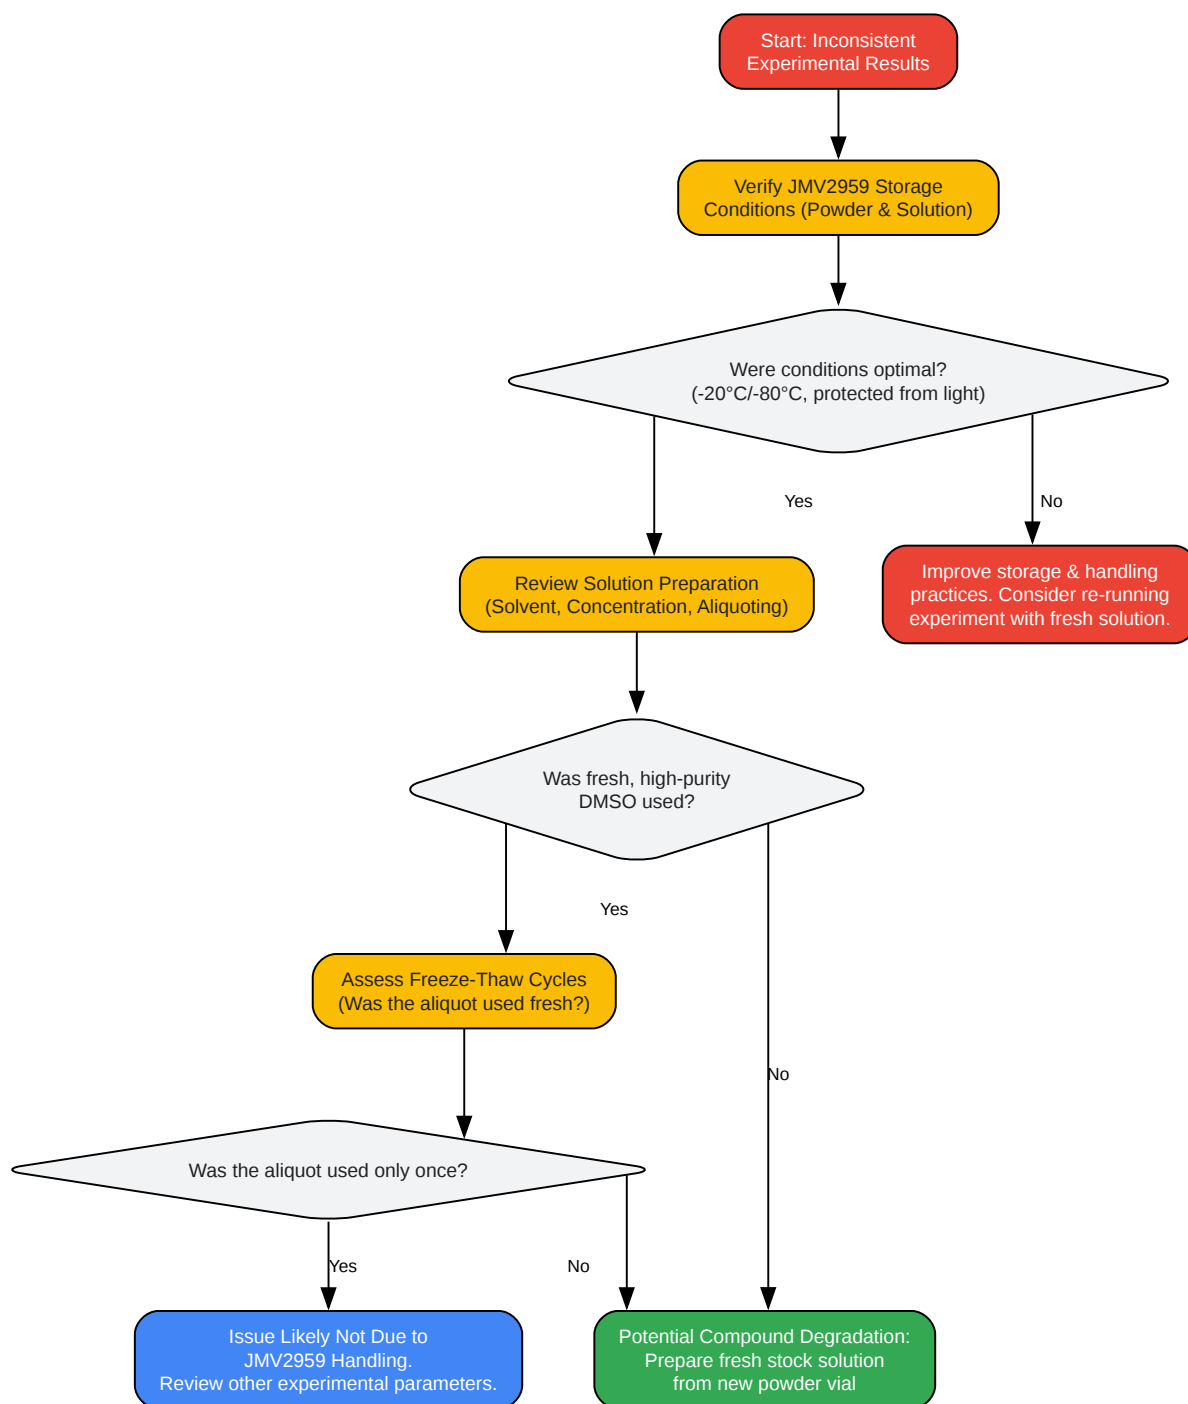 Start: Inconsistent
Experimental Results
Verify JMV2959 Storage
Conditions (Powder & Solution)
Were conditions optimal?
(-20°C/-80°C, protected from light)
Yes
No
Review Solution Preparation
(Solvent, Concentration, Aliquoting)
Improve storage & handling
practices. Consider re-running
experiment with fresh solution.
Was fresh, high-purity
DMSO used?
Yes
Assess Freeze-Thaw Cycles
(Was the aliquot used fresh?)
No
Was the aliquot used only once?
Yes
No
Issue Likely Not Due to
JMV2959 Handling.
Review other experimental parameters.
Potential Compound Degradation:
Prepare fresh stock solution
from new powder vial